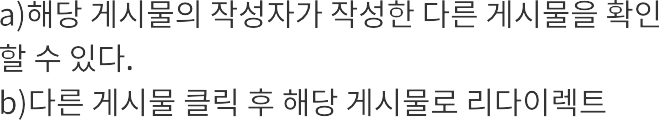 a)해당 게시물의 작성자가 작성한 다른 게시물을 확인
할 수 있다.
b)다른 게시물 클릭 후 해당 게시물로 리다이렉트